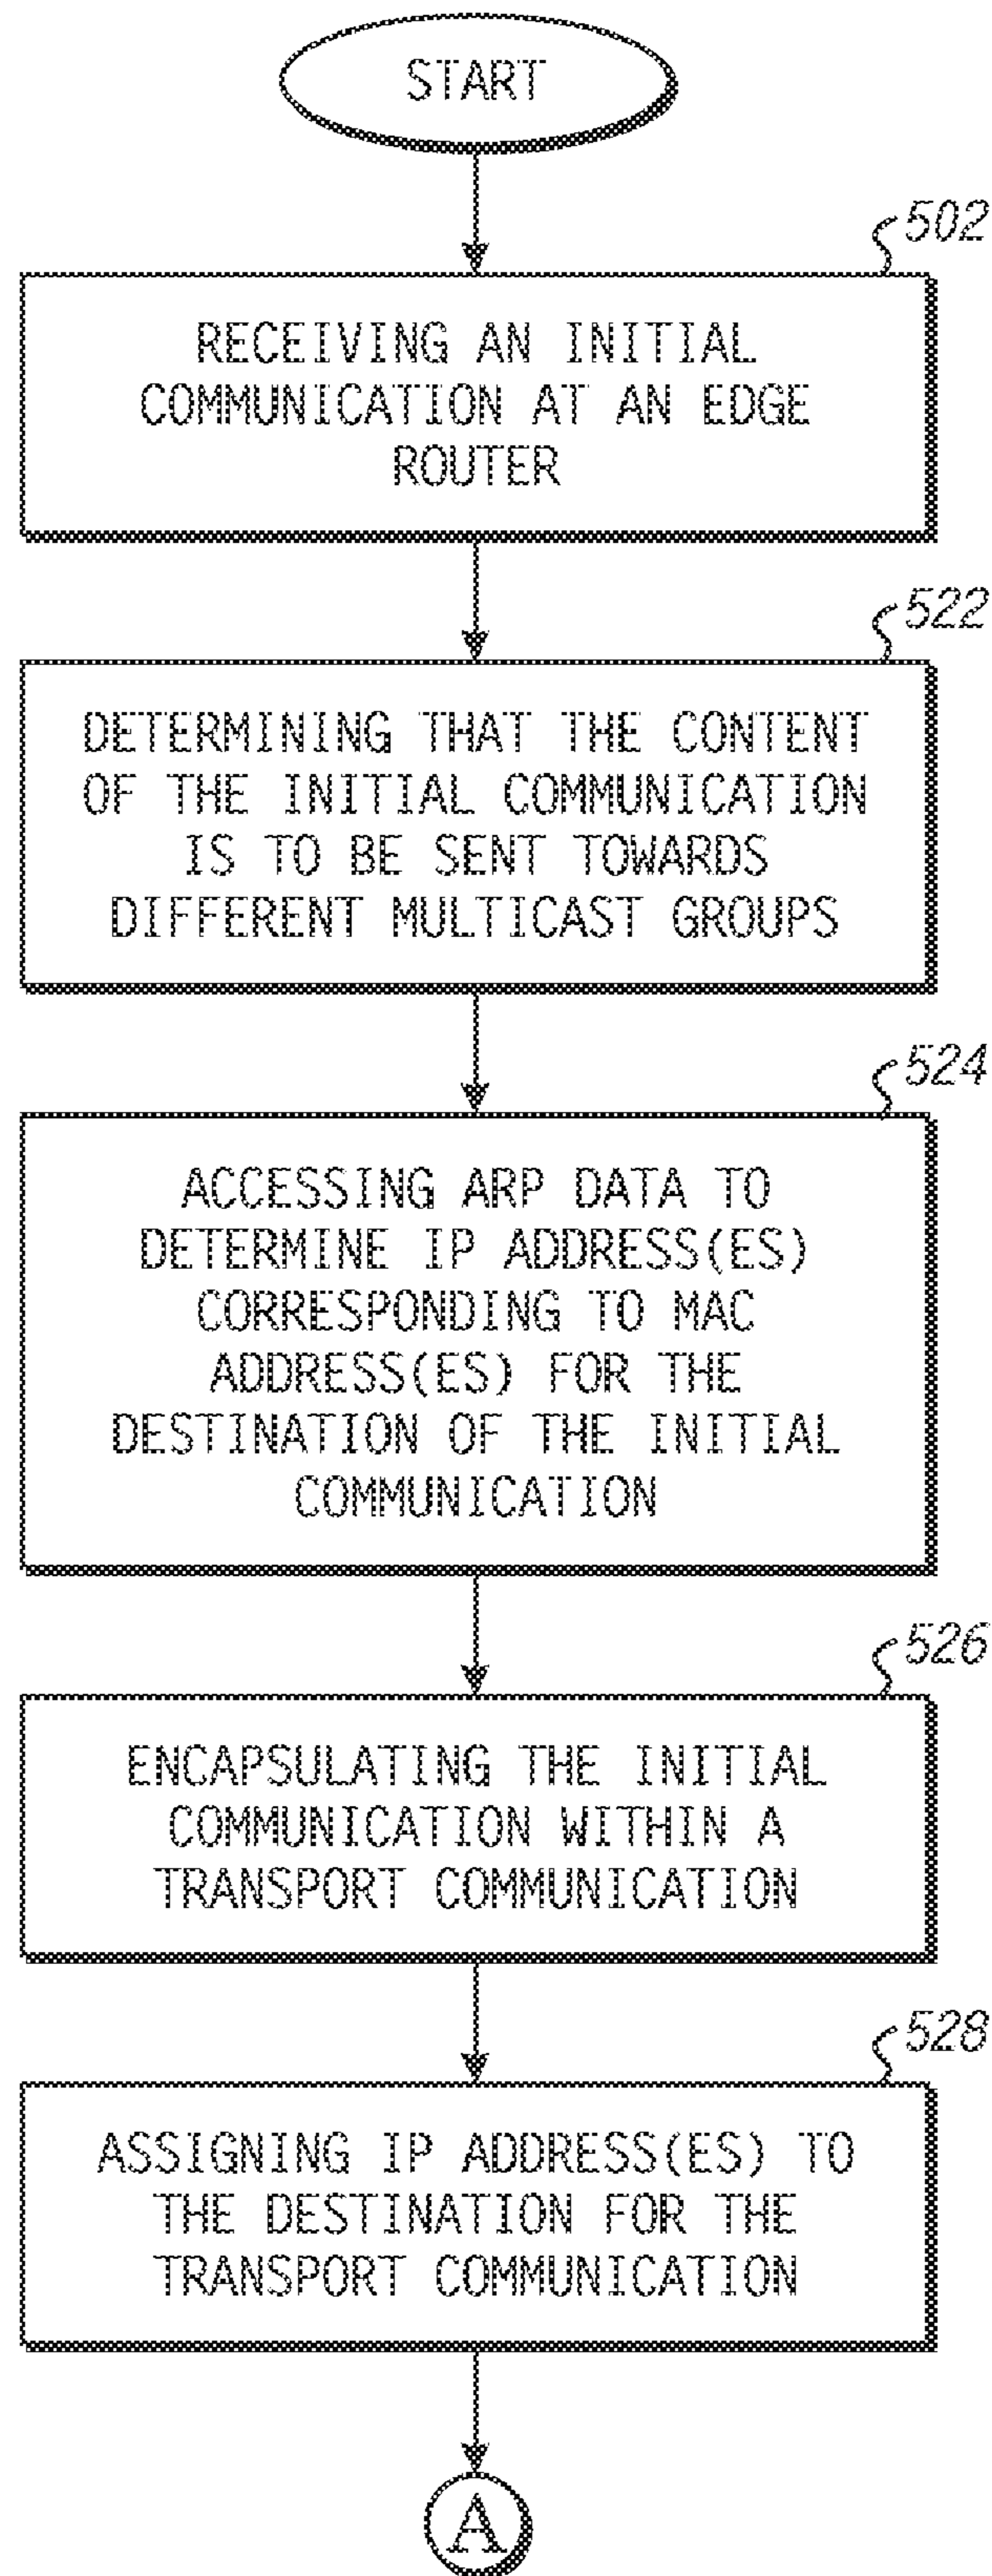 START
502
RECEIVING AN INITIAL
COMMUNICATION AT AN EDGE
ROUTER
522
DETERMINING THAT THE CONTENT
OF THE INITIAL COMMUNICATION
IS TO BE SENT TOWARDS
DIFFERENT MULTICAST GROUPS
524
ACCESSING ARP DATA TO
DETERMINE IP ADDRESS(ES)
CORRESPONDING TO MAC
ADDRESS(ES) FOR THE
DESTINATION OF THE INITIAL
COMMUNICATION
526
ENCAPSULATING THE INITIAL
COMMUNICATION WITHIN A
TRANSPORT COMMUNICATION
528
ASSIGNING IP ADDRESS(ES) TO
THE DESTINATION FOR THE
TRANSPORT COMMUNICATION
A